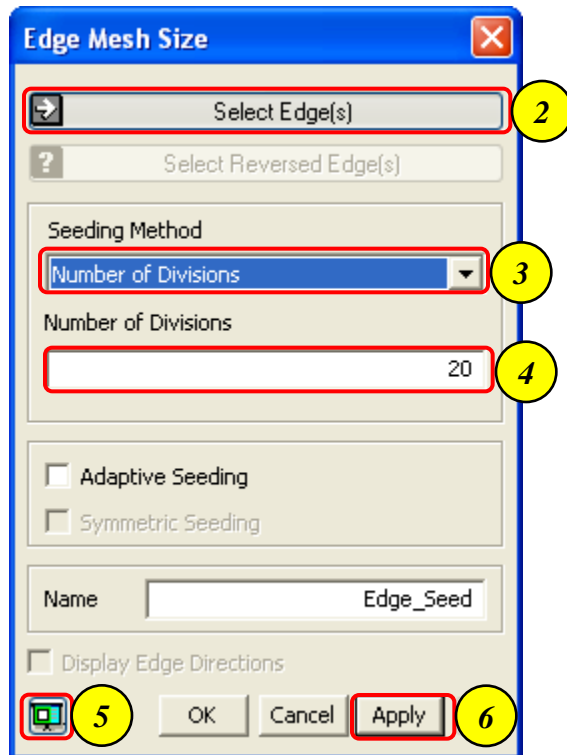 Edge Mesh Size
Select Edge(s)
2
? Select Reversed Edge(s)
Seeding Method
Number of Divisions
3
Number of Divisions
20
4
Adaptive Seeding
Symmetric Seeding
Name Edge_Seed
Display Edge Directions
5 OK Cancel Apply 6